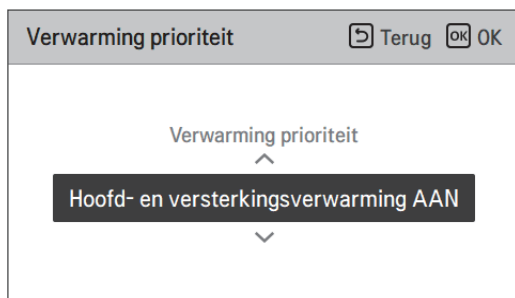 Verwarming prioriteit Terug OK OK
Verwarming prioriteit
Hoofd- en versterkingsverwarming AAN